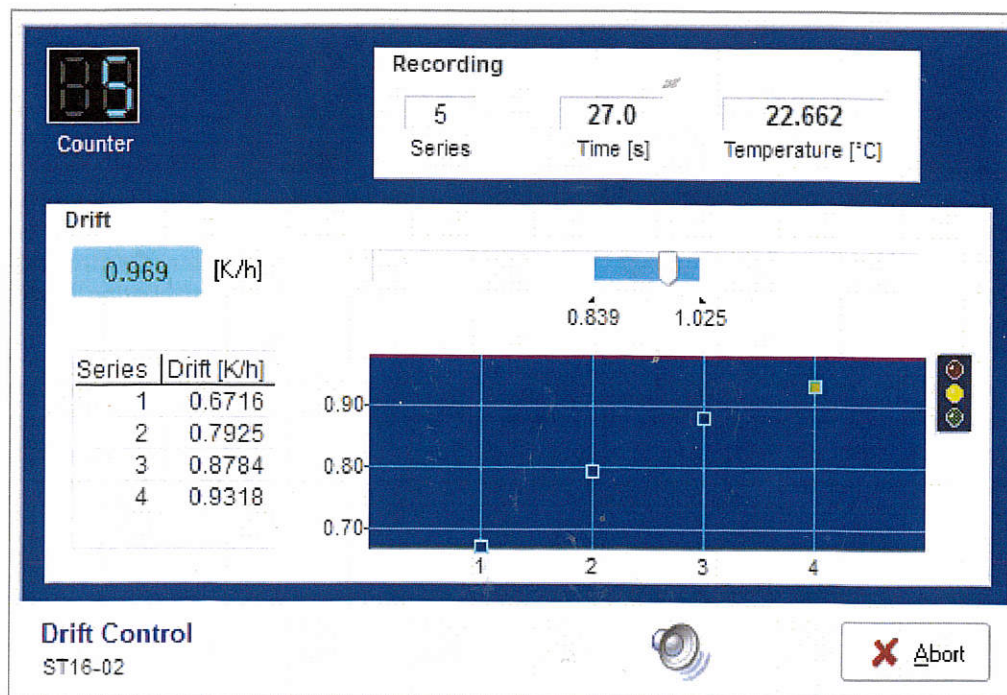 5
Counter
Recording
5 27.0 22.662
Series Time [s] Temperature [°C]
Drift
0.969 [K/h]
0.839 1.025
Series Drift [K/h]
1 0.6716
2 0.7925
3 0.8784
4 0.9318
0.90
0.80
0.70
1 2 3 4
Drift Control
ST16-02
Abort